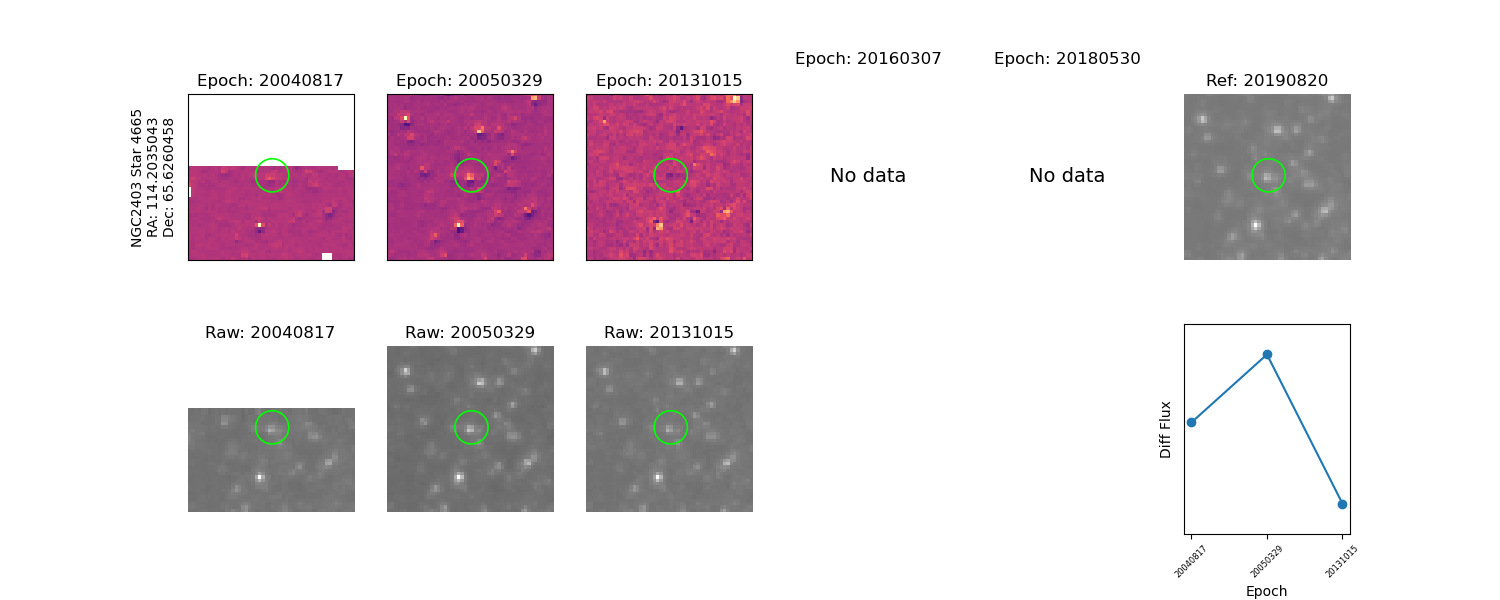 NGC2403 Star 4665
RA: 114.2035043
Dec: 65.6260458
Epoch: 20040817
Epoch: 20050329
Epoch: 20131015
Epoch: 20160307
Epoch: 20180530
Ref: 20190820
No data
No data
Raw: 20040817
Raw: 20050329
Raw: 20131015
Diff Flux
20040817
20050329
20131015
Epoch